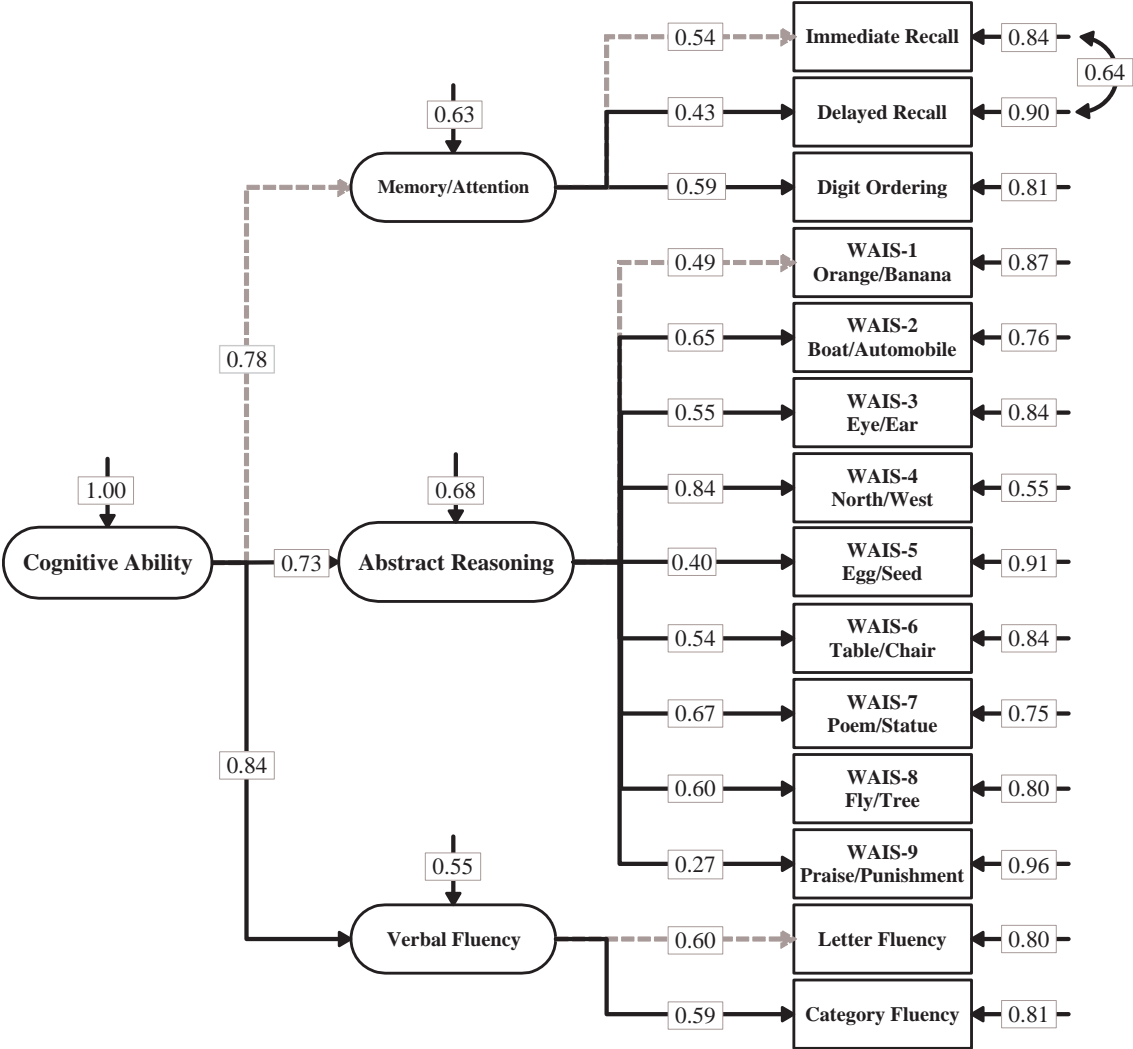 0.54
Immediate Recall
0.84
0.64
0.63
0.43
Delayed Recall
0.90
Memory/Attention
0.59
Digit Ordering
0.81
0.49
WAIS-1
Orange/Banana
0.87
0.78
0.65
WAIS-2
Boat/Automobile
0.76
0.55
WAIS-3
Eye/Ear
0.84
1.00
0.68
0.84
WAIS-4
North/West
0.55
Cognitive Ability
0.73
Abstract Reasoning
0.40
WAIS-5
Egg/Seed
0.91
0.54
WAIS-6
Table/Chair
0.84
0.67
WAIS-7
Poem/Statue
0.75
0.84
0.60
WAIS-8
Fly/Tree
0.80
0.55
0.27
WAIS-9
Praise/Punishment
0.96
Verbal Fluency
0.60
Letter Fluency
0.80
0.59
Category Fluency
0.81